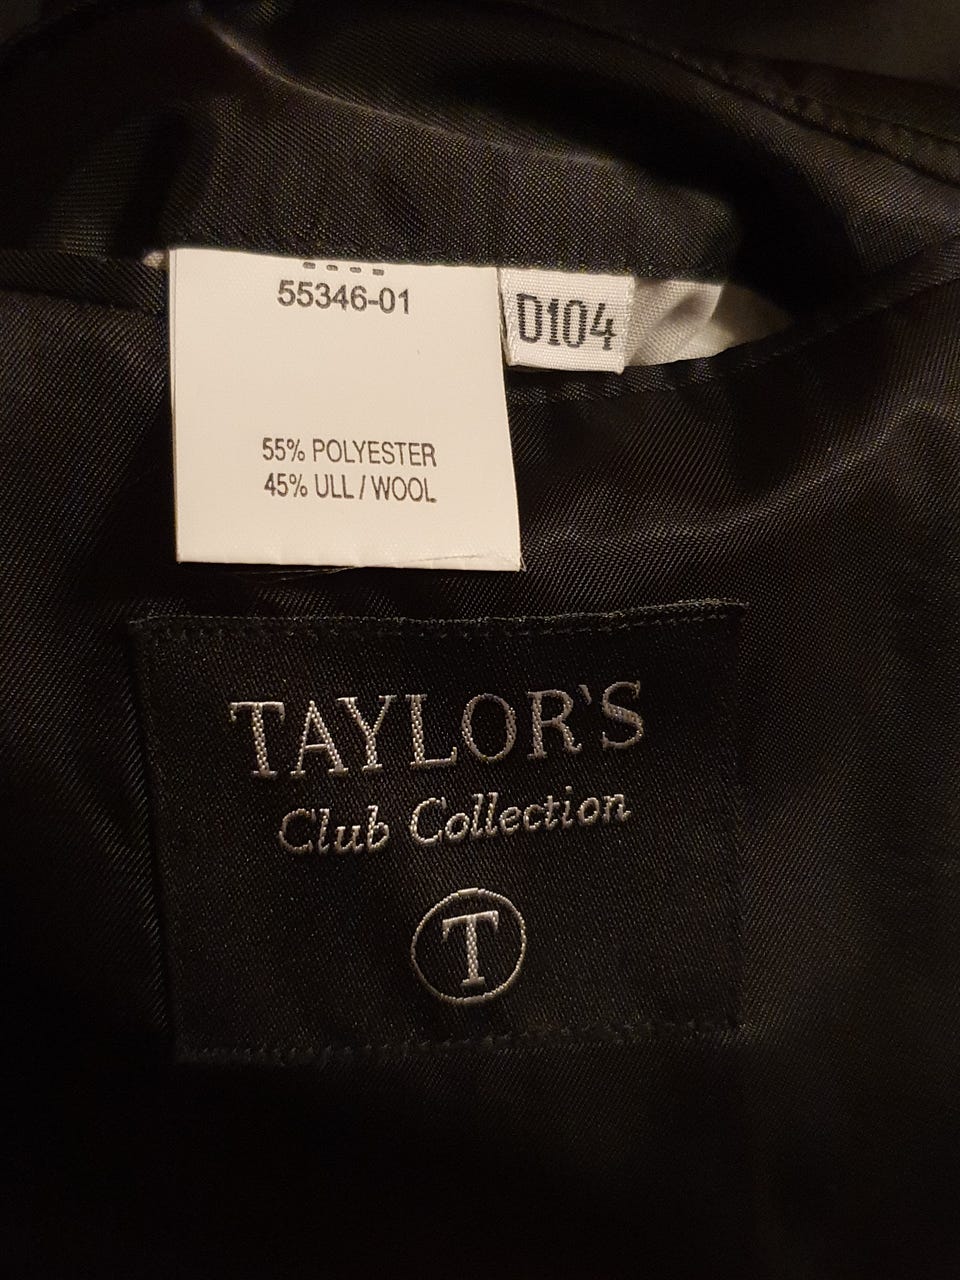 55346-01
D104
55% POLYESTER
45% ULL / WOOL
TAYLOR'S
Club Collection
T